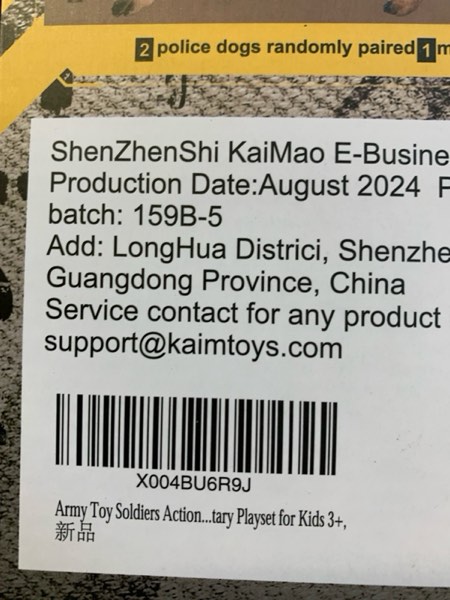 2 police dogs randomly paired 1 m
ShenZhenShi KaiMao E-Busine
Production Date:August 2024 P
batch: 159B-5
Add: LongHua Districi, Shenzhe
Guangdong Province, China
Service contact for any product
support@kaimtoys.com
X004BU6R9J
Army Toy Soldiers Action...tary Playset for Kids 3+,
新品